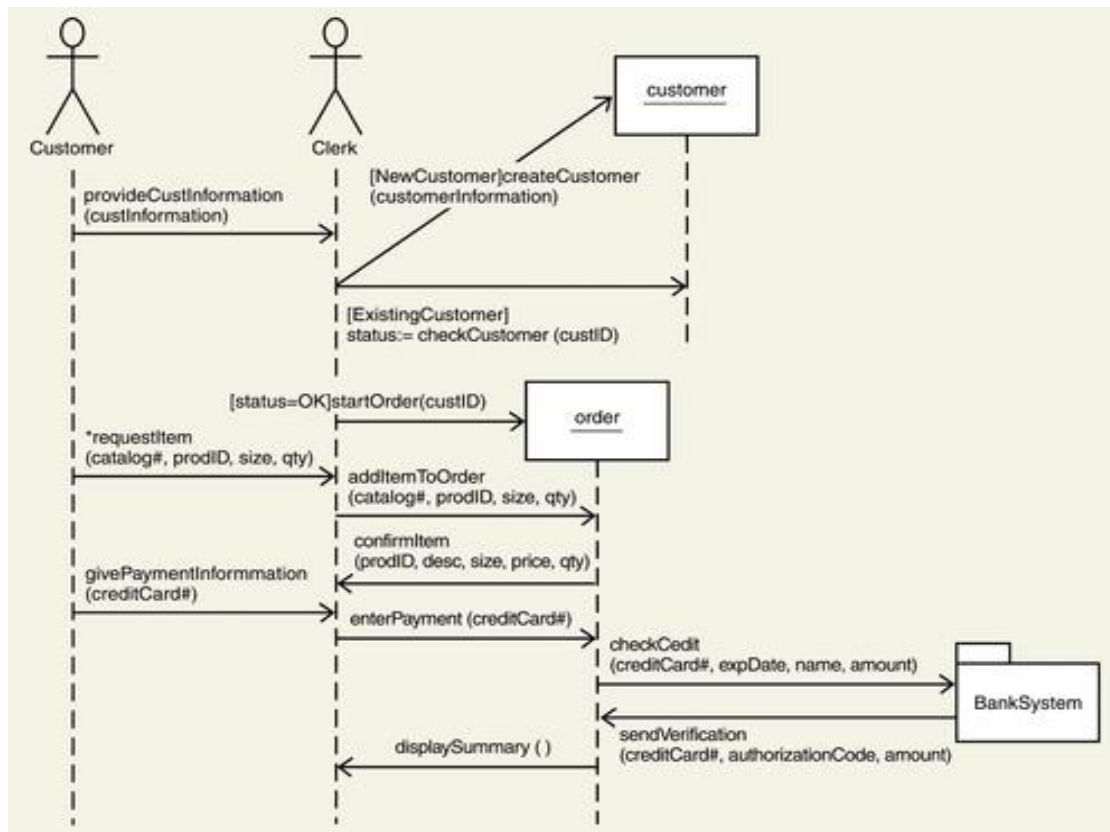 customer
Customer
Clerk
provideCustInformation
(custInformation)
[NewCustomer]createCustomer
(customerInformation)
[ExistingCustomer]
status:= checkCustomer (custID)
[status=OK]startOrder(custID)
order
*requestItem
(catalog#, prodID, size, qty)
addItemToOrder
(catalog#, prodID, size, qty)
confirmItem
(prodID, desc, size, price, qty)
givePaymentInformmation
(creditCard#)
enterPayment (creditCard#)
checkCedit
(creditCard#, expDate, name, amount)
BankSystem
sendVerification
(creditCard#, authorizationCode, amount)
displaySummary ( )